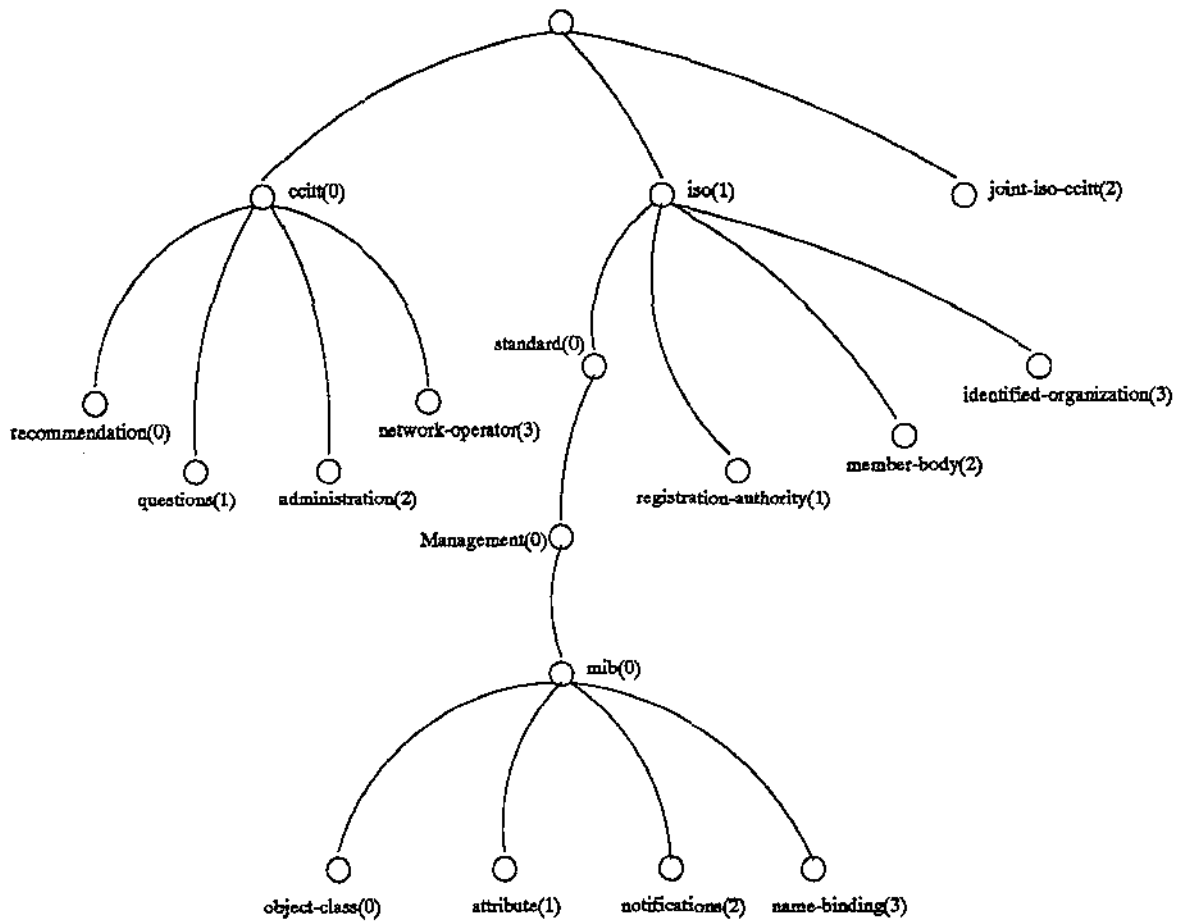 ccitt(0)
iso(1)
joint-iso-ccitt(2)
standard(0)
identified-organization(3)
recommendation(0)
network-operator(3)
member-body(2)
questions(1)
administration(2)
registration-authority(1)
Management(0)
mib(0)
object-class(0)
attribute(1)
notifications(2)
name-binding(3)